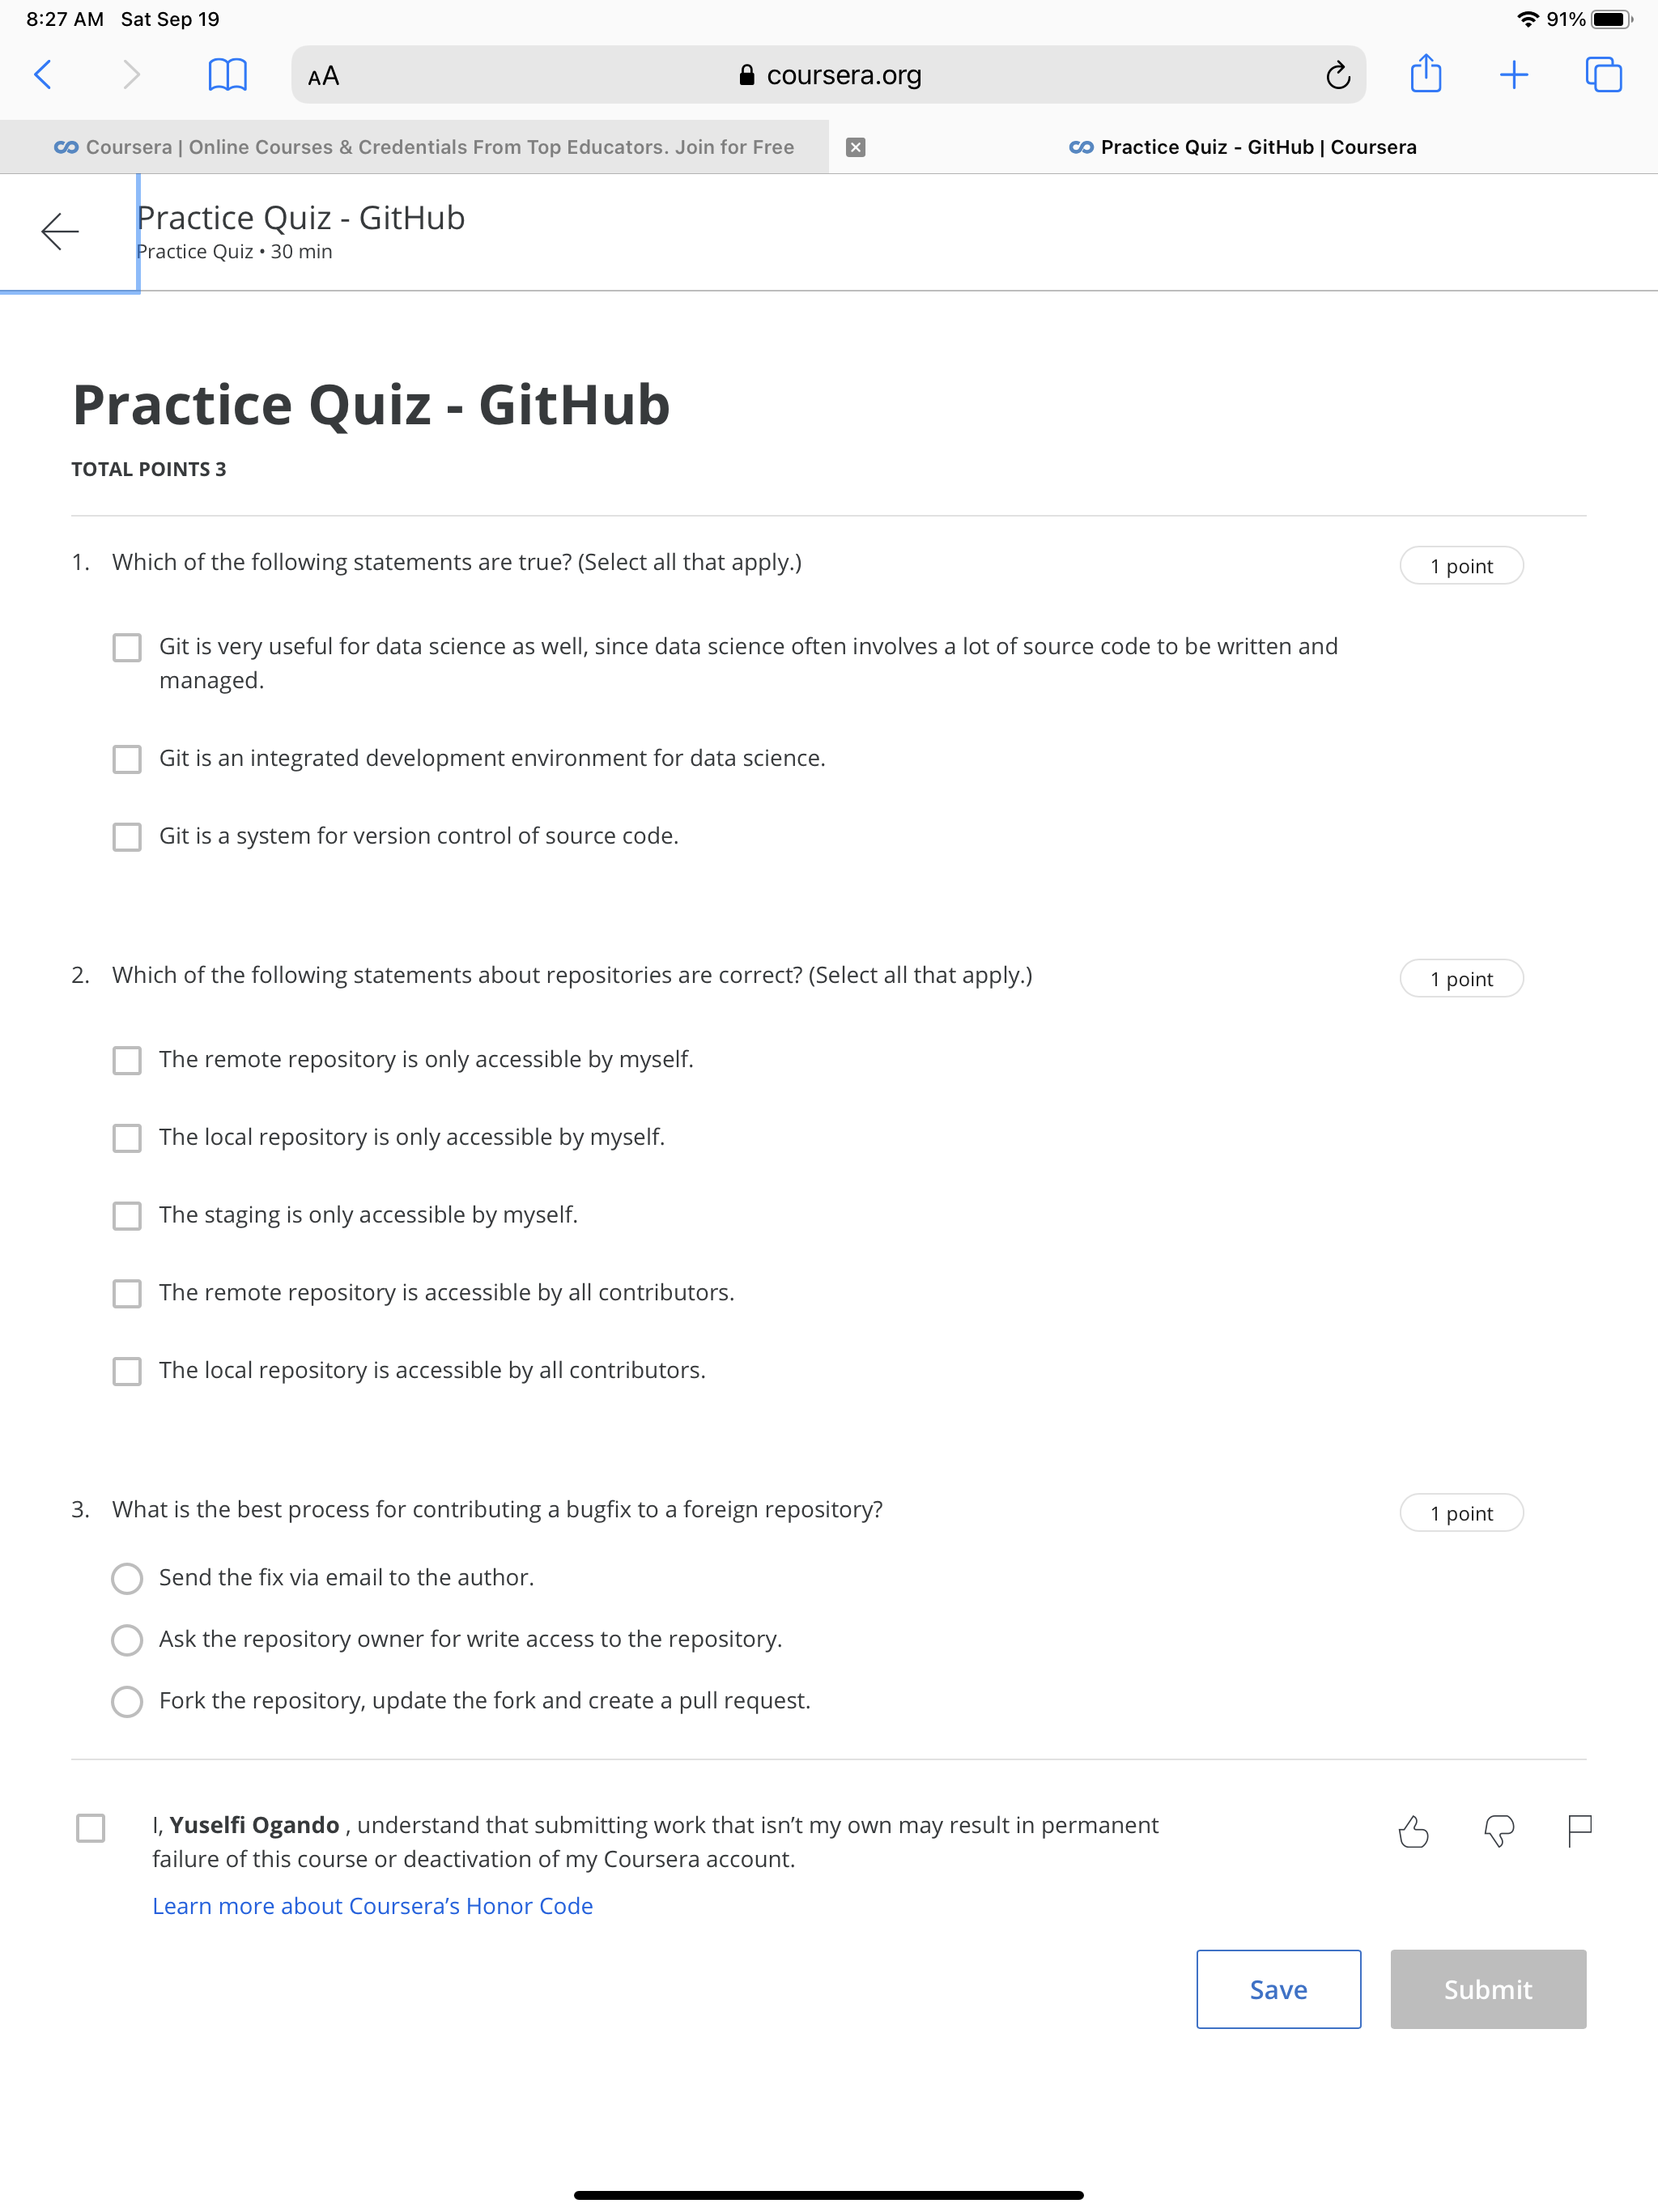 8:27 AM Sat Sep 19
91%
AA
coursera.org
Coursera | Online Courses & Credentials From Top Educators. Join for Free
Practice Quiz - GitHub | Coursera
Practice Quiz - GitHub
Practice Quiz • 30 min
Practice Quiz - GitHub
TOTAL POINTS 3
1. Which of the following statements are true? (Select all that apply.)
1 point
Git is very useful for data science as well, since data science often involves a lot of source code to be written and
managed.
Git is an integrated development environment for data science.
Git is a system for version control of source code.
2. Which of the following statements about repositories are correct? (Select all that apply.)
1 point
The remote repository is only accessible by myself.
The local repository is only accessible by myself.
The staging is only accessible by myself.
The remote repository is accessible by all contributors.
The local repository is accessible by all contributors.
3. What is the best process for contributing a bugfix to a foreign repository?
1 point
Send the fix via email to the author.
Ask the repository owner for write access to the repository.
Fork the repository, update the fork and create a pull request.
I, Yuselfi Ogando , understand that submitting work that isn’t my own may result in permanent
failure of this course or deactivation of my Coursera account.
Learn more about Coursera’s Honor Code
Save
Submit